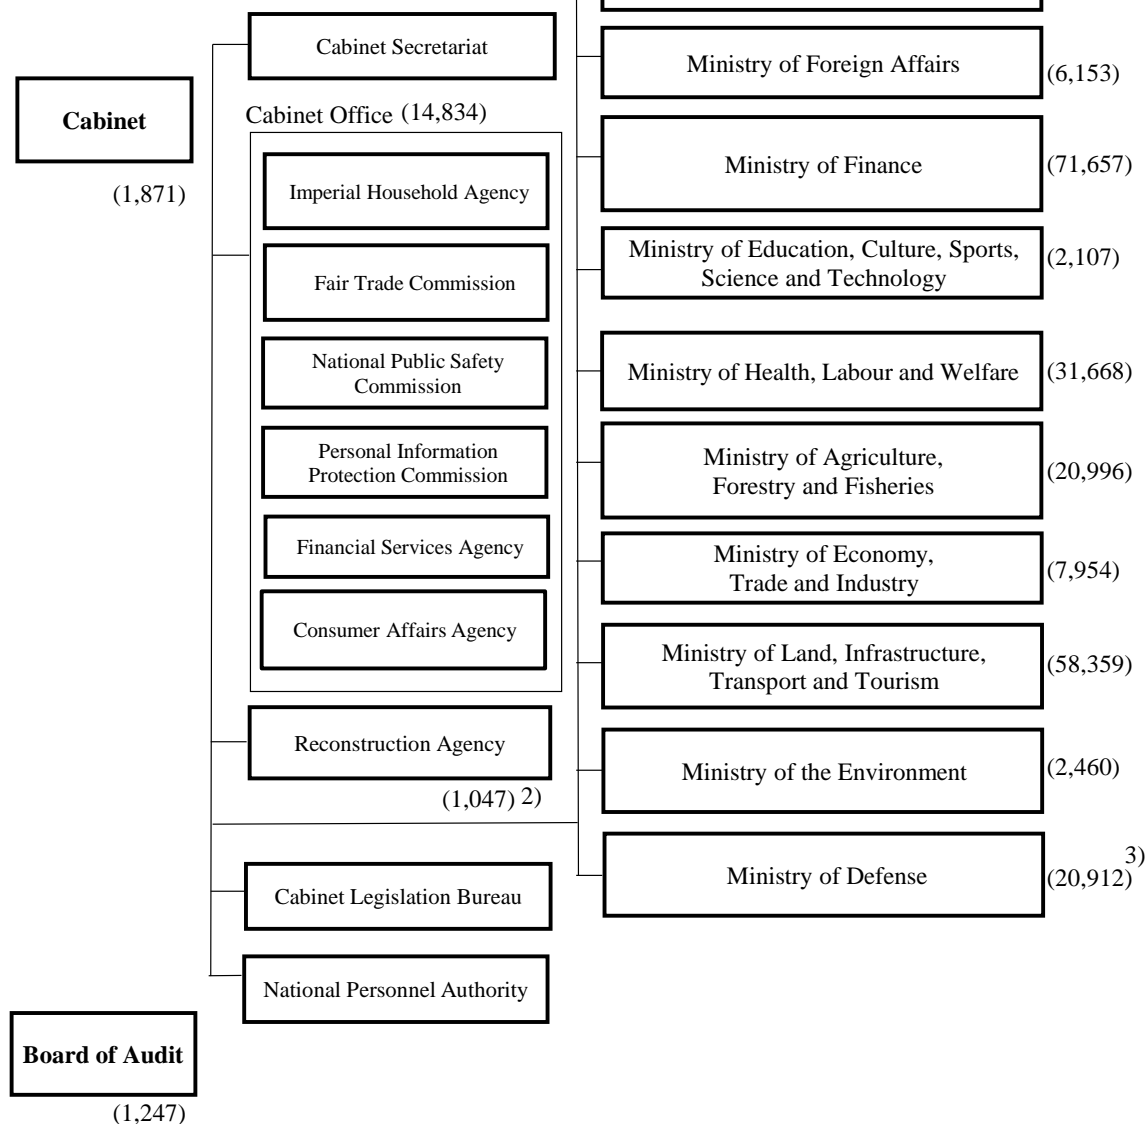 Cabinet
(1,871)
Cabinet Secretariat
Cabinet Office (14,834)
Imperial Household Agency
Fair Trade Commission
National Public Safety
Commission
Personal Information
Protection Commission
Financial Services Agency
Consumer Affairs Agency
Reconstruction Agency
(1,047) 2)
Cabinet Legislation Bureau
National Personnel Authority
Ministry of Foreign Affairs
(6,153)
Ministry of Finance
(71,657)
Ministry of Education, Culture, Sports,
Science and Technology
(2,107)
Ministry of Health, Labour and Welfare
(31,668)
Ministry of Agriculture,
Forestry and Fisheries
(20,996)
Ministry of Economy,
Trade and Industry
(7,954)
Ministry of Land, Infrastructure,
Transport and Tourism
(58,359)
Ministry of the Environment
(2,460)
Ministry of Defense
(20,912) 3)
Board of Audit
(1,247)